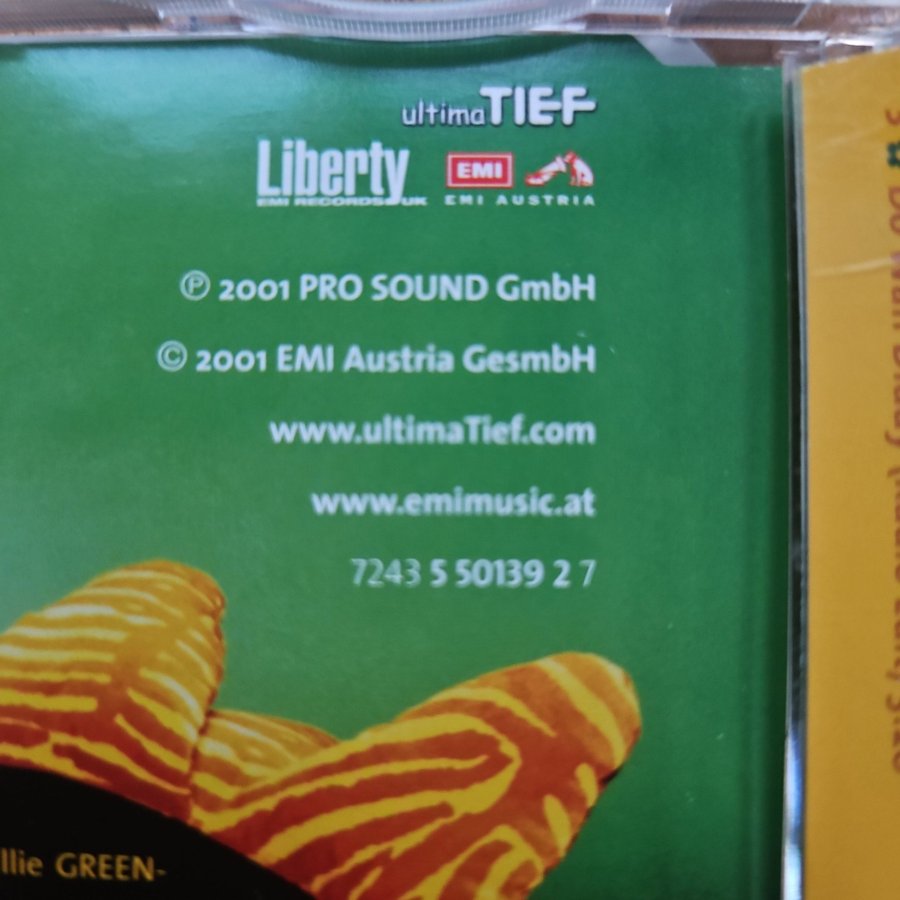 ultimaTIEF
Liberty EMI
EMI RECORDS UK EMI AUSTRIA
℗ 2001 PRO SOUND GmbH
© 2001 EMI Austria GesmbH
www.ultimaTief.com
www.emimusic.at
7243 5 50139 2 7
llie GREEN-